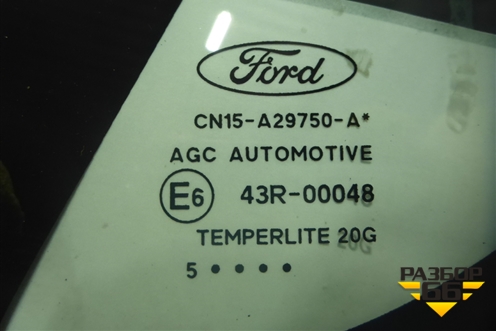 Ford
CN15-A29750-A*
AGC AUTOMOTIVE
E6 43R-00048
TEMPERLITE 20G
5 • • • •
РАЗБОР
66